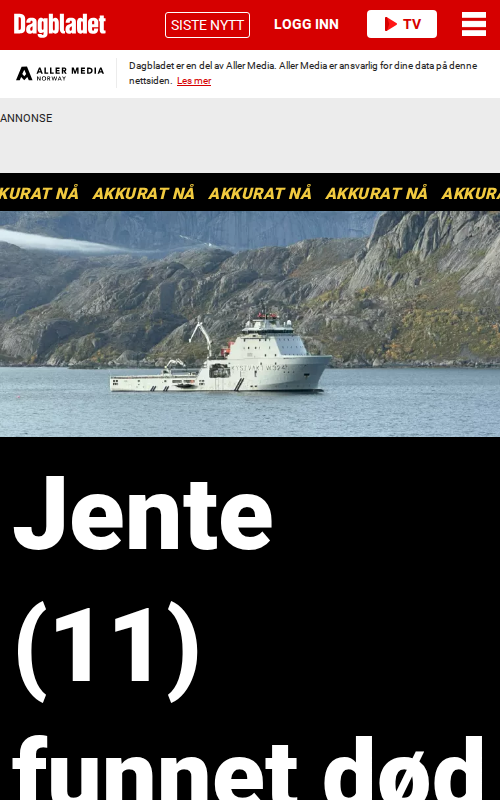 Dagbladet
SISTE NYTT
LOGG INN
TV
ALLER MEDIA
NORWAY
Dagbladet er en del av Aller Media. Aller Media er ansvarlig for dine data på denne
nettsiden. Les mer
ANNONSE
KURAT NÅ AKKURAT NÅ AKKURAT NÅ AKKURAT NÅ AKKURA
Jente
(11)
funnet død